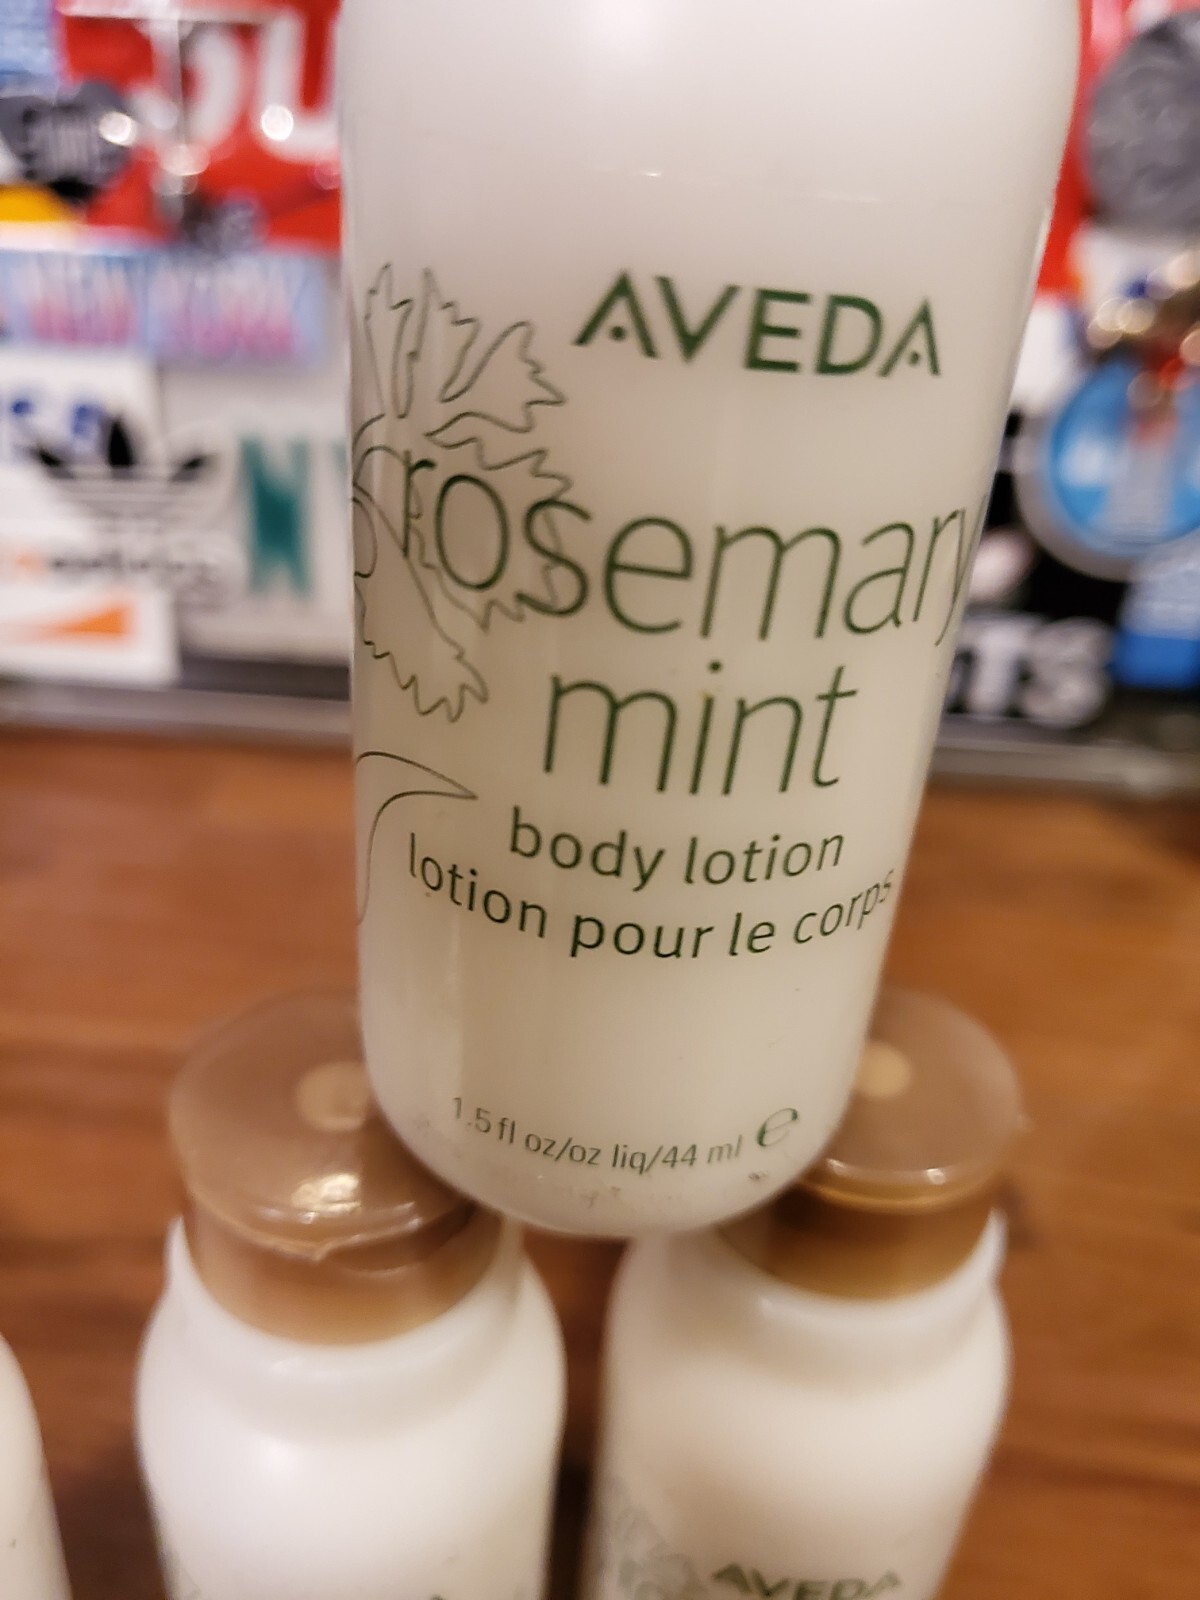 AVEDA
rosemary
mint
body lotion
lotion pour le corps
1.5 fl oz/oz liq/44 ml e
AVEDA